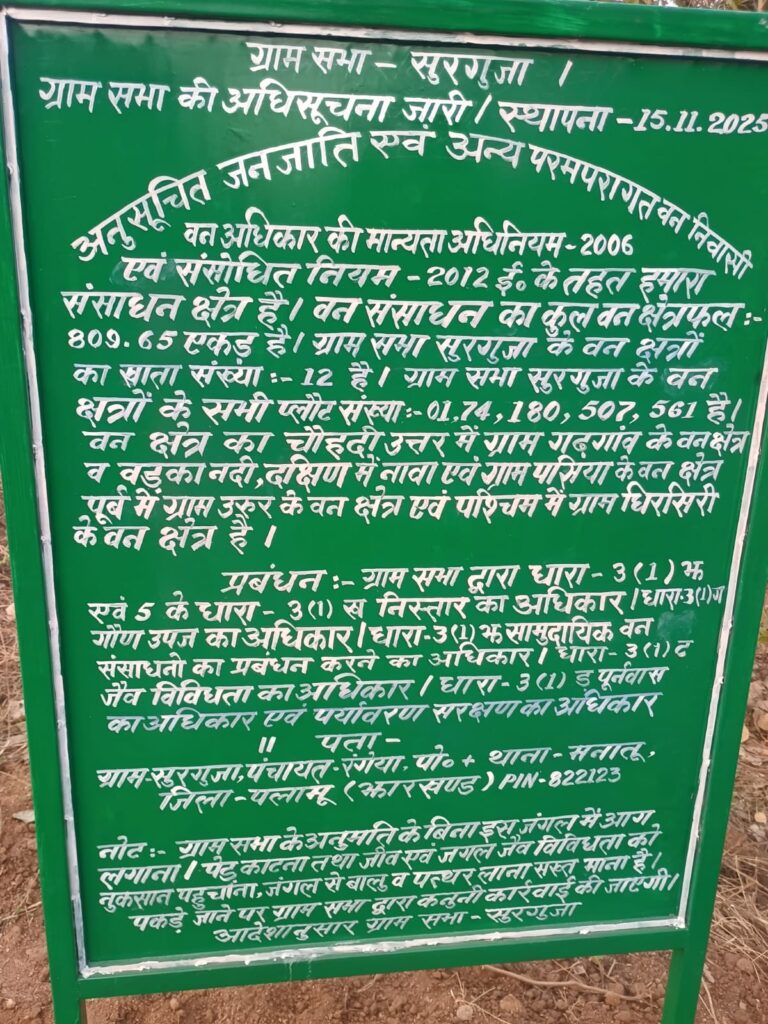 ग्राम सभा - सुरगुजा ।
ग्राम सभा की अधिसूचना जारी / स्थापना - 15.11.2025
अनुसूचित जनजाति एवं अन्य परमपरागत वन निवासी
वन अधिकार की मान्यता अधिनियम - 2006
एवं संसोधित नियम - 2012 ई० के तहत हमारा
संसाधन क्षेत्र है। वन संसाधन का कुल वन क्षेत्रफल :-
809.65 एकड़ है। ग्राम सभा सुरगुजा के वन क्षत्रों
का खाता संख्या :- 12 है। ग्राम सभा सुरगुजा के वन
क्षत्रों के सभी प्लौट संख्या :- 01,74, 180, 507, 561 है।
वन क्षेत्र का चौहदी उत्तर में ग्राम गढ़गांव के वन क्षेत्र
व वड़का नदी, दक्षिण में नावा एवं ग्राम पसिया के वन क्षेत्र
पूर्व में ग्राम उरुर के वन क्षेत्र एवं पश्चिम में ग्राम धिरसिरी
के वन क्षेत्र है ।
प्रबंधन :- ग्राम सभा द्वारा धारा - 3 (1) झ
एवं 5 के धारा - 3 (1) ख निस्तार का अधिकार / धारा-3(1)ग
गौण उपज का अधिकार / धारा-3(1) झ सामुदायिक वन
संसाधनो का प्रबंधन करने का अधिकार / धारा - 3 (1) ट
जैव विविधता का अधिकार / धारा - 3 (1) ड पूर्नवास
का अधिकार एवं पर्यावरण सरक्षण का अधिकार
" पता -
ग्राम-सुरगुजा, पंचायत-रंगेया, पो० + थाना - मनातू,
जिला - पलामू (झारखण्ड) PIN-822123
नोट :- ग्राम सभा के अनुमति के बिना इस जंगल में आग
लगाना / पेड़ काटना तथा जीव एवं जंगल जैव विविधता को
नुकसान पहुचाना, जंगल से बालु व पत्थर लाना सख्त माना है।
पकड़े जाने पर ग्राम सभा द्वारा कनुनी कार्रवाई की जाएगी।
आदेशानुसार ग्राम सभा - सुरगुजा